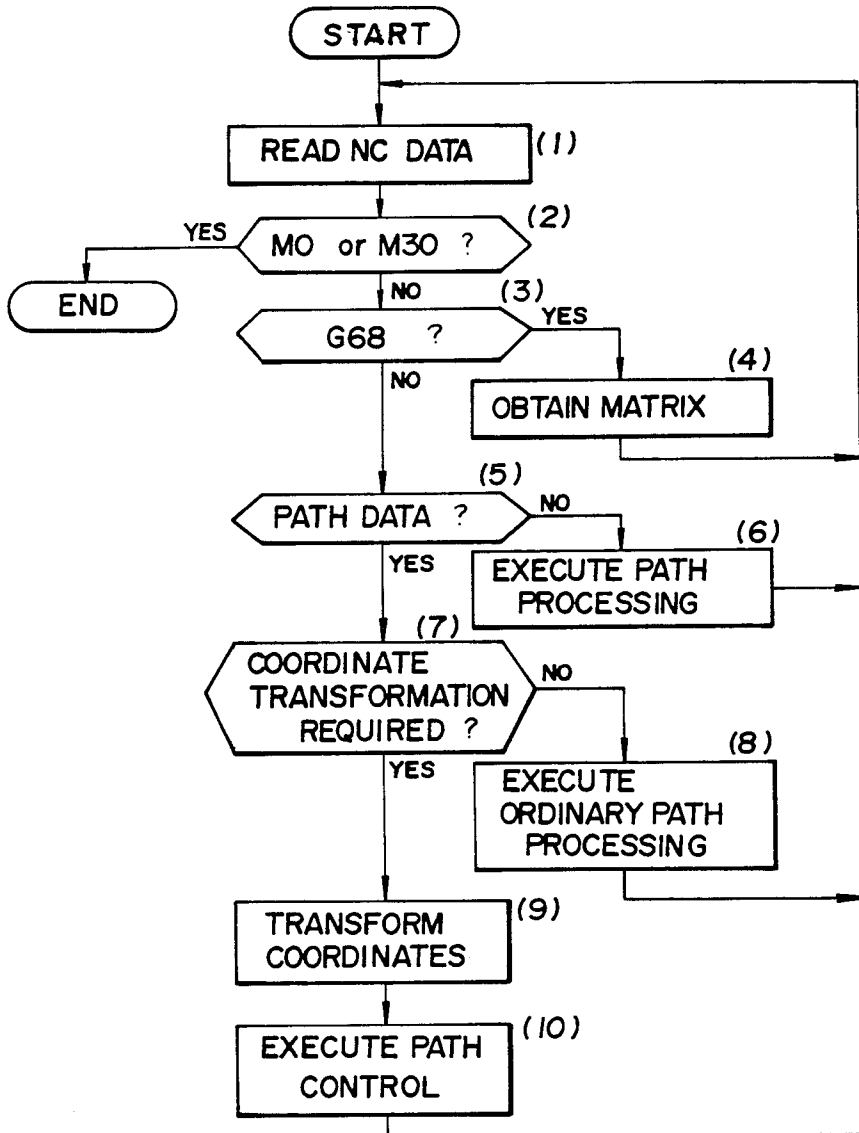 START
READ NC DATA
(1)
(2)
YES
M0 or M30 ?
END
NO
(3)
G68 ?
YES
NO
(4)
OBTAIN MATRIX
(5)
PATH DATA ?
NO
YES
(6)
EXECUTE PATH
PROCESSING
(7)
COORDINATE
TRANSFORMATION
REQUIRED ?
NO
YES
(8)
EXECUTE
ORDINARY PATH
PROCESSING
(9)
TRANSFORM
COORDINATES
(10)
EXECUTE PATH
CONTROL